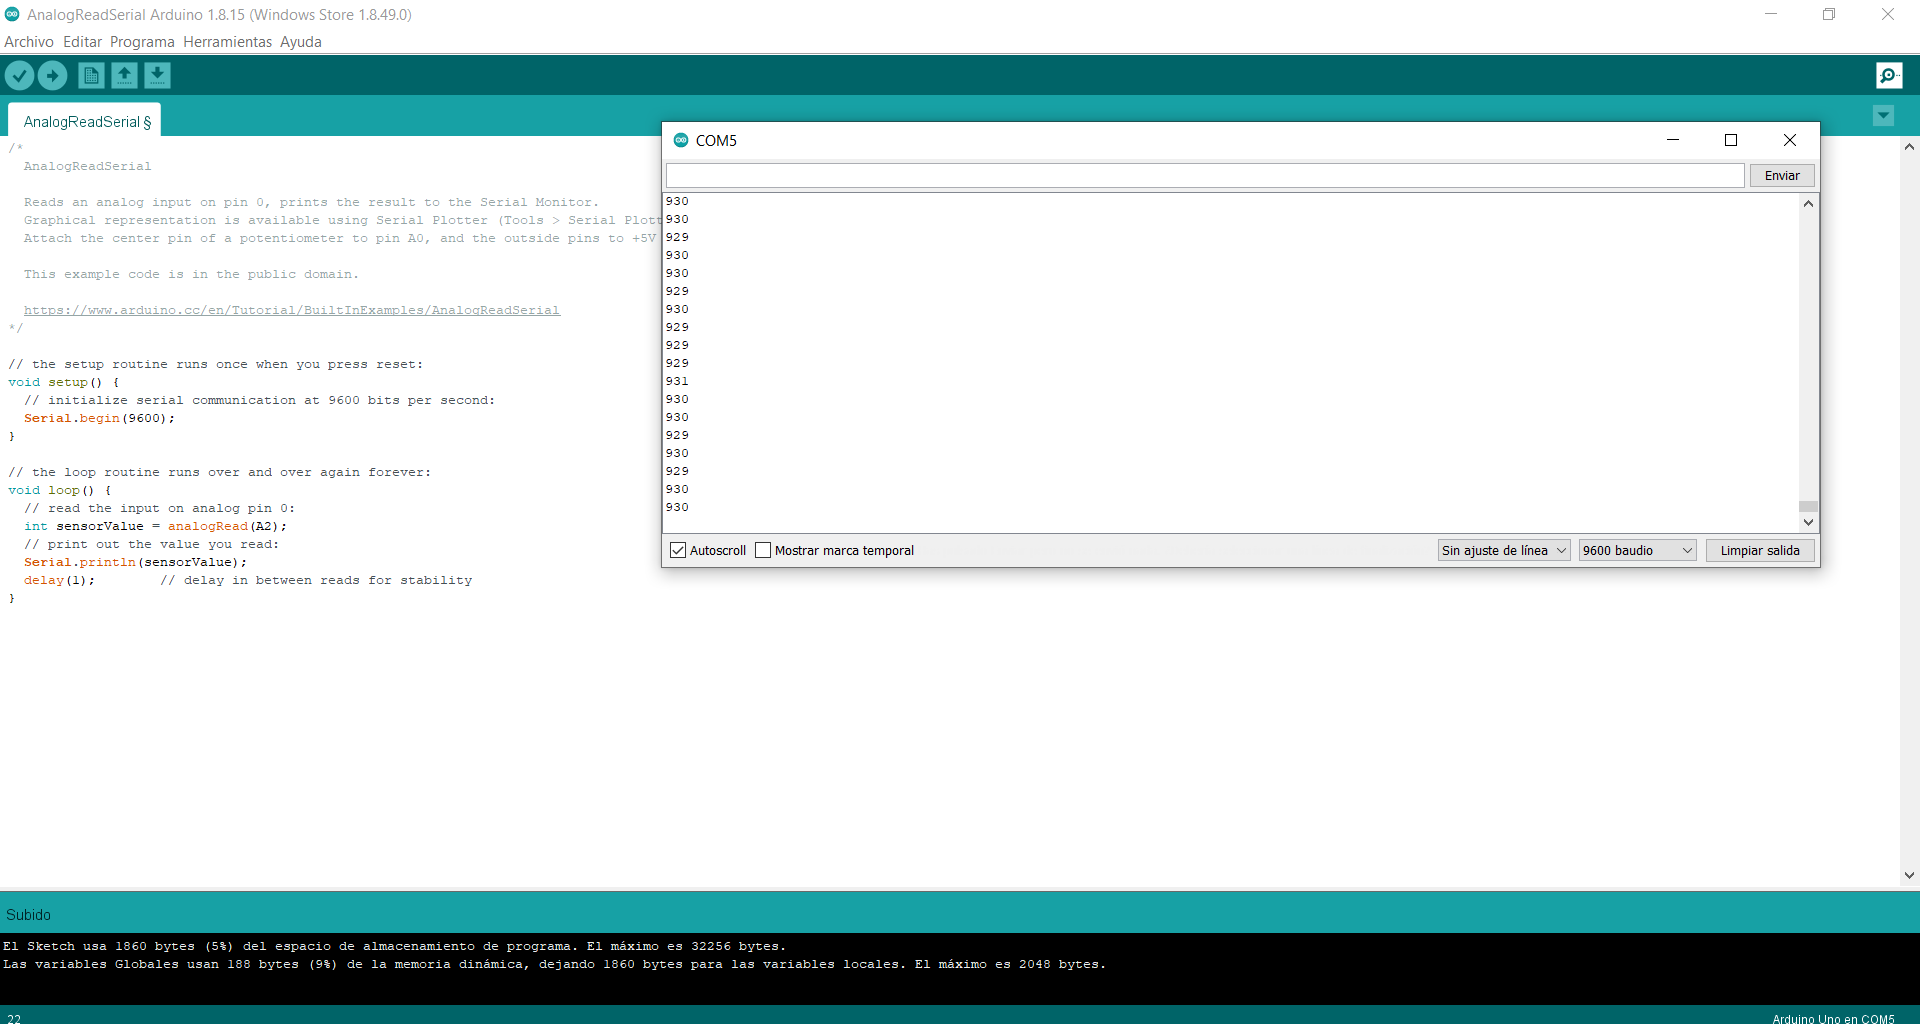 AnalogReadSerial Arduino 1.8.15 (Windows Store 1.8.49.0)
Archivo Editar Programa Herramientas Ayuda
AnalogReadSerial §
/*
AnalogReadSerial
Reads an analog input on pin 0, prints the result to the Serial Monitor.
Graphical representation is available using Serial Plotter (Tools > Serial Plott
Attach the center pin of a potentiometer to pin A0, and the outside pins to +5V
This example code is in the public domain.
https://www.arduino.cc/en/Tutorial/BuiltInExamples/AnalogReadSerial
*/
// the setup routine runs once when you press reset:
void setup() {
// initialize serial communication at 9600 bits per second:
Serial.begin(9600);
}
// the loop routine runs over and over again forever:
void loop() {
// read the input on analog pin 0:
int sensorValue = analogRead(A2);
// print out the value you read:
Serial.println(sensorValue);
delay(1);        // delay in between reads for stability
}
COM5
Enviar
930
930
929
930
930
929
930
929
929
929
931
930
930
929
930
929
930
930
Autoscroll Mostrar marca temporal Sin ajuste de línea 9600 baudio Limpiar salida
Subido
El Sketch usa 1860 bytes (5%) del espacio de almacenamiento de programa. El máximo es 32256 bytes.
Las variables Globales usan 188 bytes (9%) de la memoria dinámica, dejando 1860 bytes para las variables locales. El máximo es 2048 bytes.
22 Arduino Uno en COM5